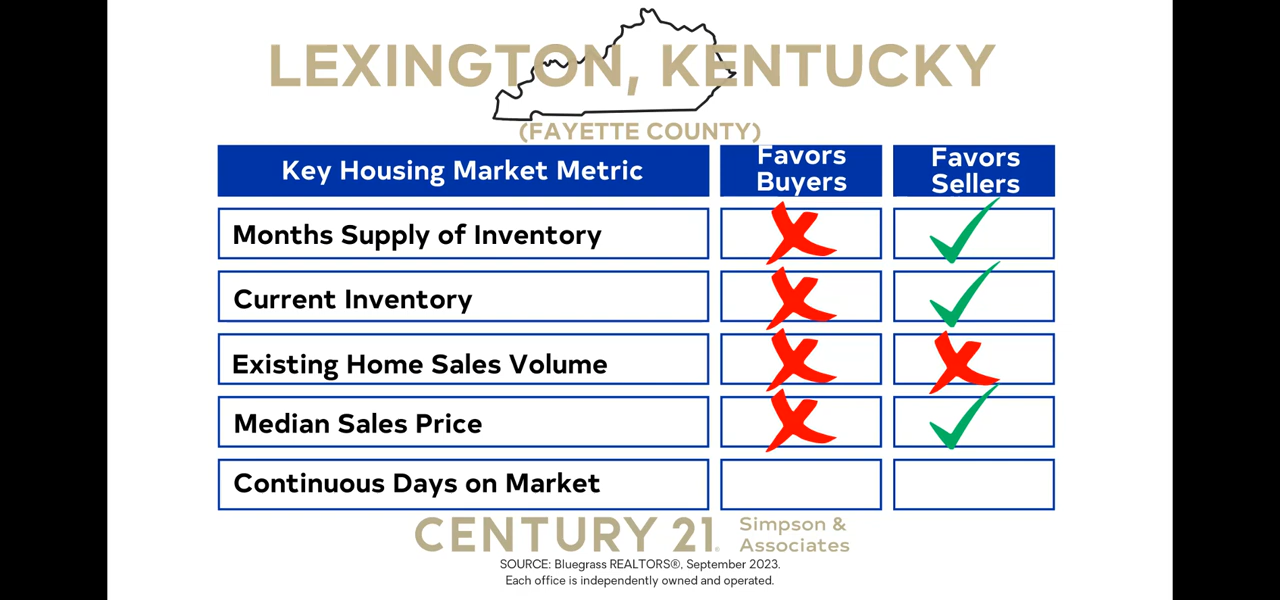 LEXINGTON, KENTUCKY
(FAYETTE COUNTY)
Key Housing Market Metric
Favors
Buyers
Favors
Sellers
Months Supply of Inventory
Current Inventory
Existing Home Sales Volume
Median Sales Price
Continuous Days on Market
CENTURY 21®
Simpson &
Associates
SOURCE: Bluegrass REALTORS®, September 2023.
Each office is independently owned and operated.